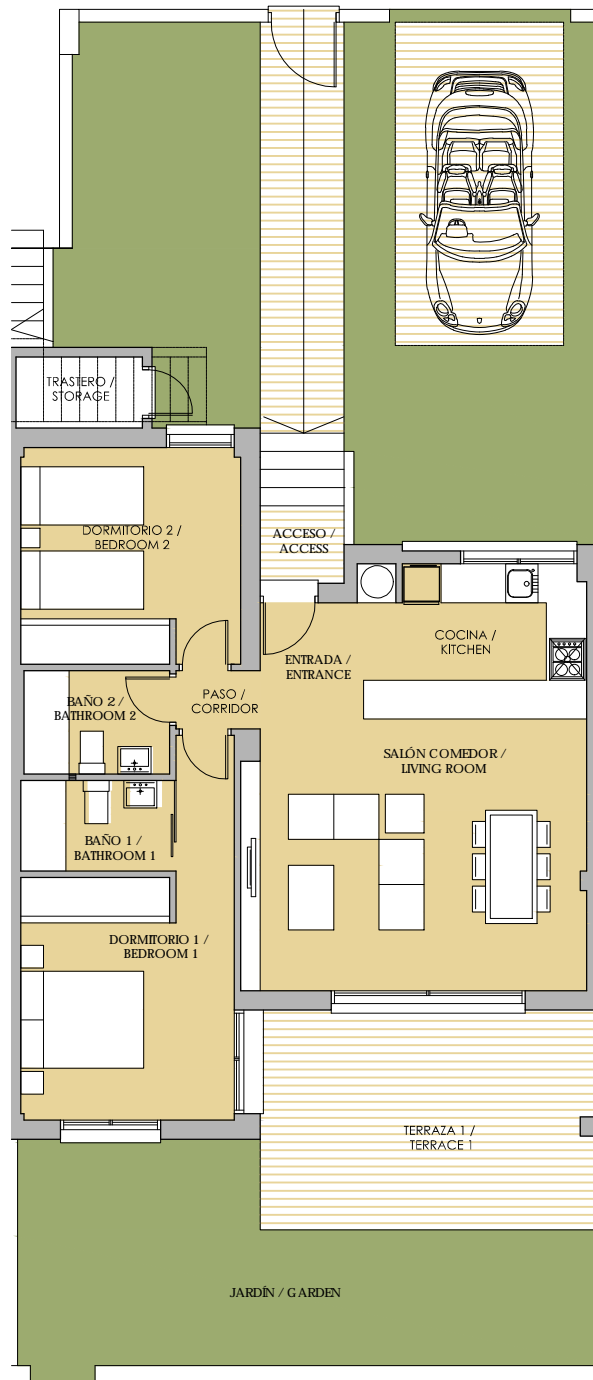 TRASTERO /
STORAGE
DORMITORIO 2 /
BEDROOM 2
ACCESO /
ACCESS
COCINA /
KITCHEN
ENTRADA /
ENTRANCE
PASO /
CORRIDOR
BAÑO 2 /
BATHROOM 2
SALÓN COMEDOR /
LIVING ROOM
BAÑO 1 /
BATHROOM 1
DORMITORIO 1 /
BEDROOM 1
TERRAZA 1 /
TERRACE 1
JARDÍN / GARDEN